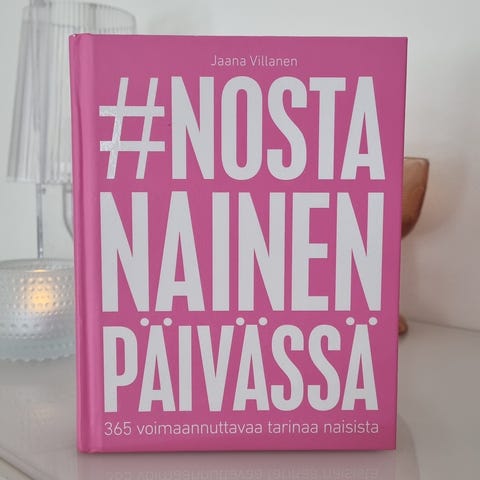 Jaana Villanen
#NOSTA
NAINEN
PÄIVÄSSÄ
365 voimaannuttavaa tarinaa naisista